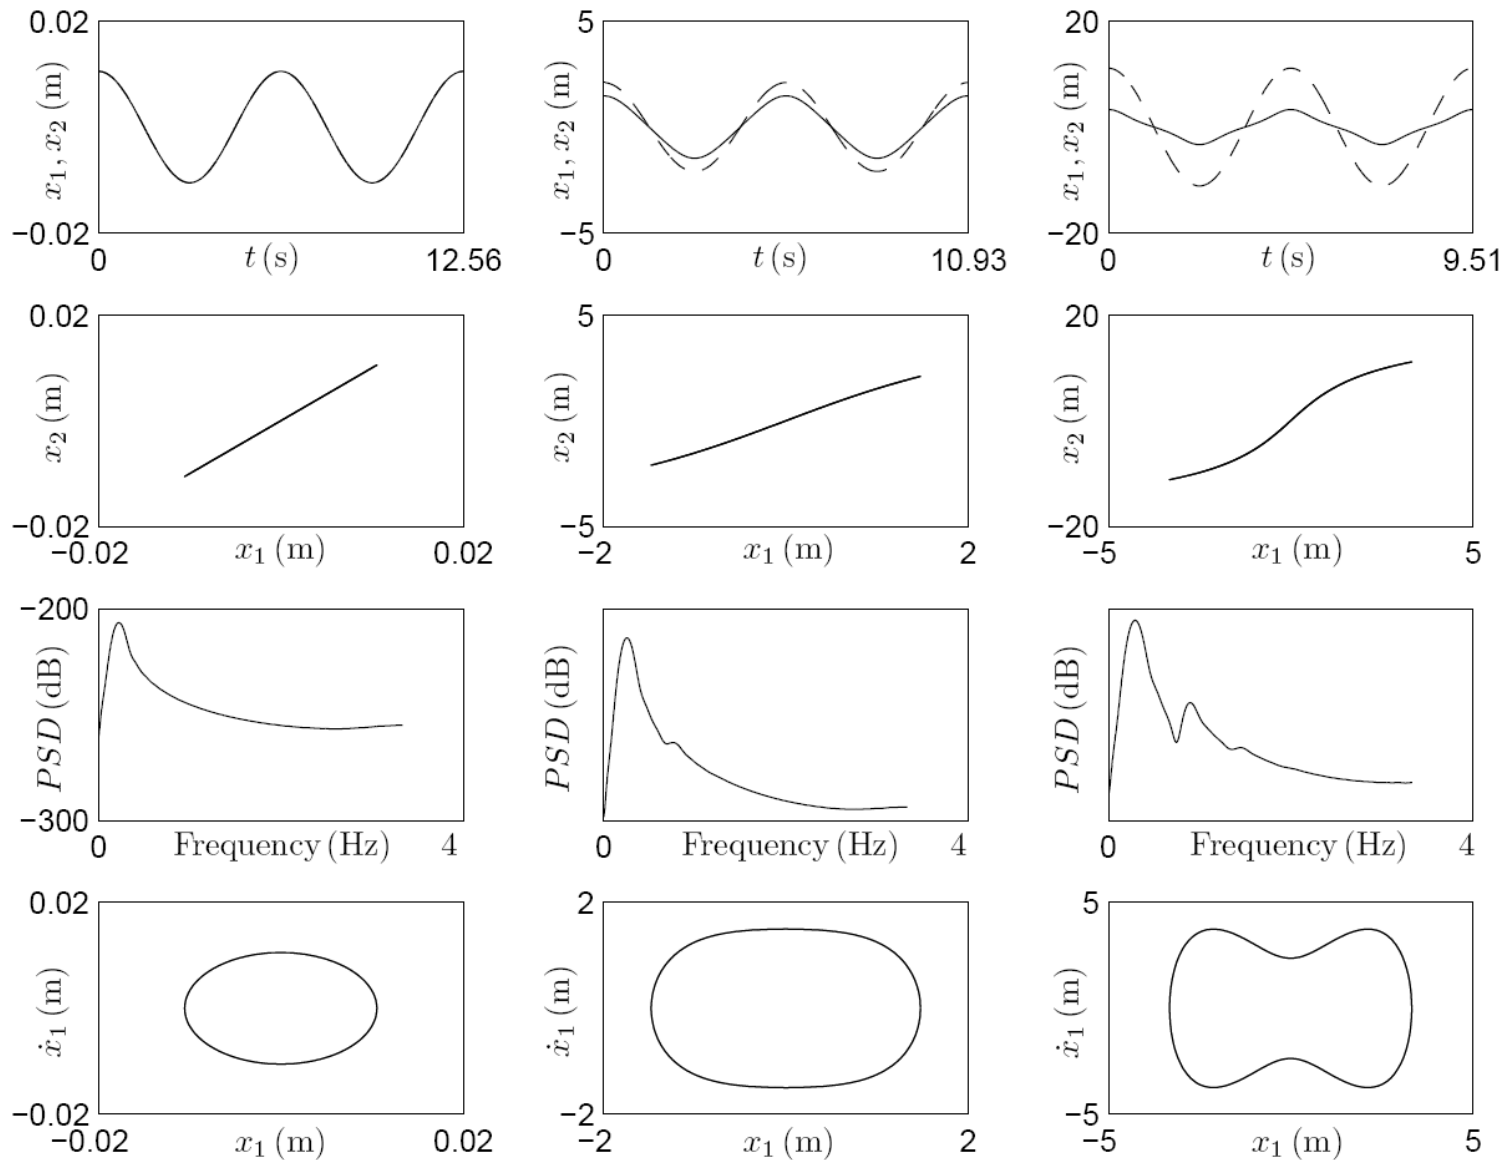 0.02
x₁, x₂ (m)
−0.02
0
t (s)
12.56
5
x₁, x₂ (m)
−5
0
t (s)
10.93
20
x₁, x₂ (m)
−20
0
t (s)
9.51
0.02
x₂ (m)
−0.02
−0.02
x₁ (m)
0.02
5
x₂ (m)
−5
−2
x₁ (m)
2
20
x₂ (m)
−20
−5
x₁ (m)
5
−200
PSD (dB)
−300
0
Frequency (Hz)
4
PSD (dB)
0
Frequency (Hz)
4
PSD (dB)
0
Frequency (Hz)
4
0.02
ẋ₁ (m)
−0.02
−0.02
x₁ (m)
0.02
2
ẋ₁ (m)
−2
−2
x₁ (m)
2
5
ẋ₁ (m)
−5
−5
x₁ (m)
5